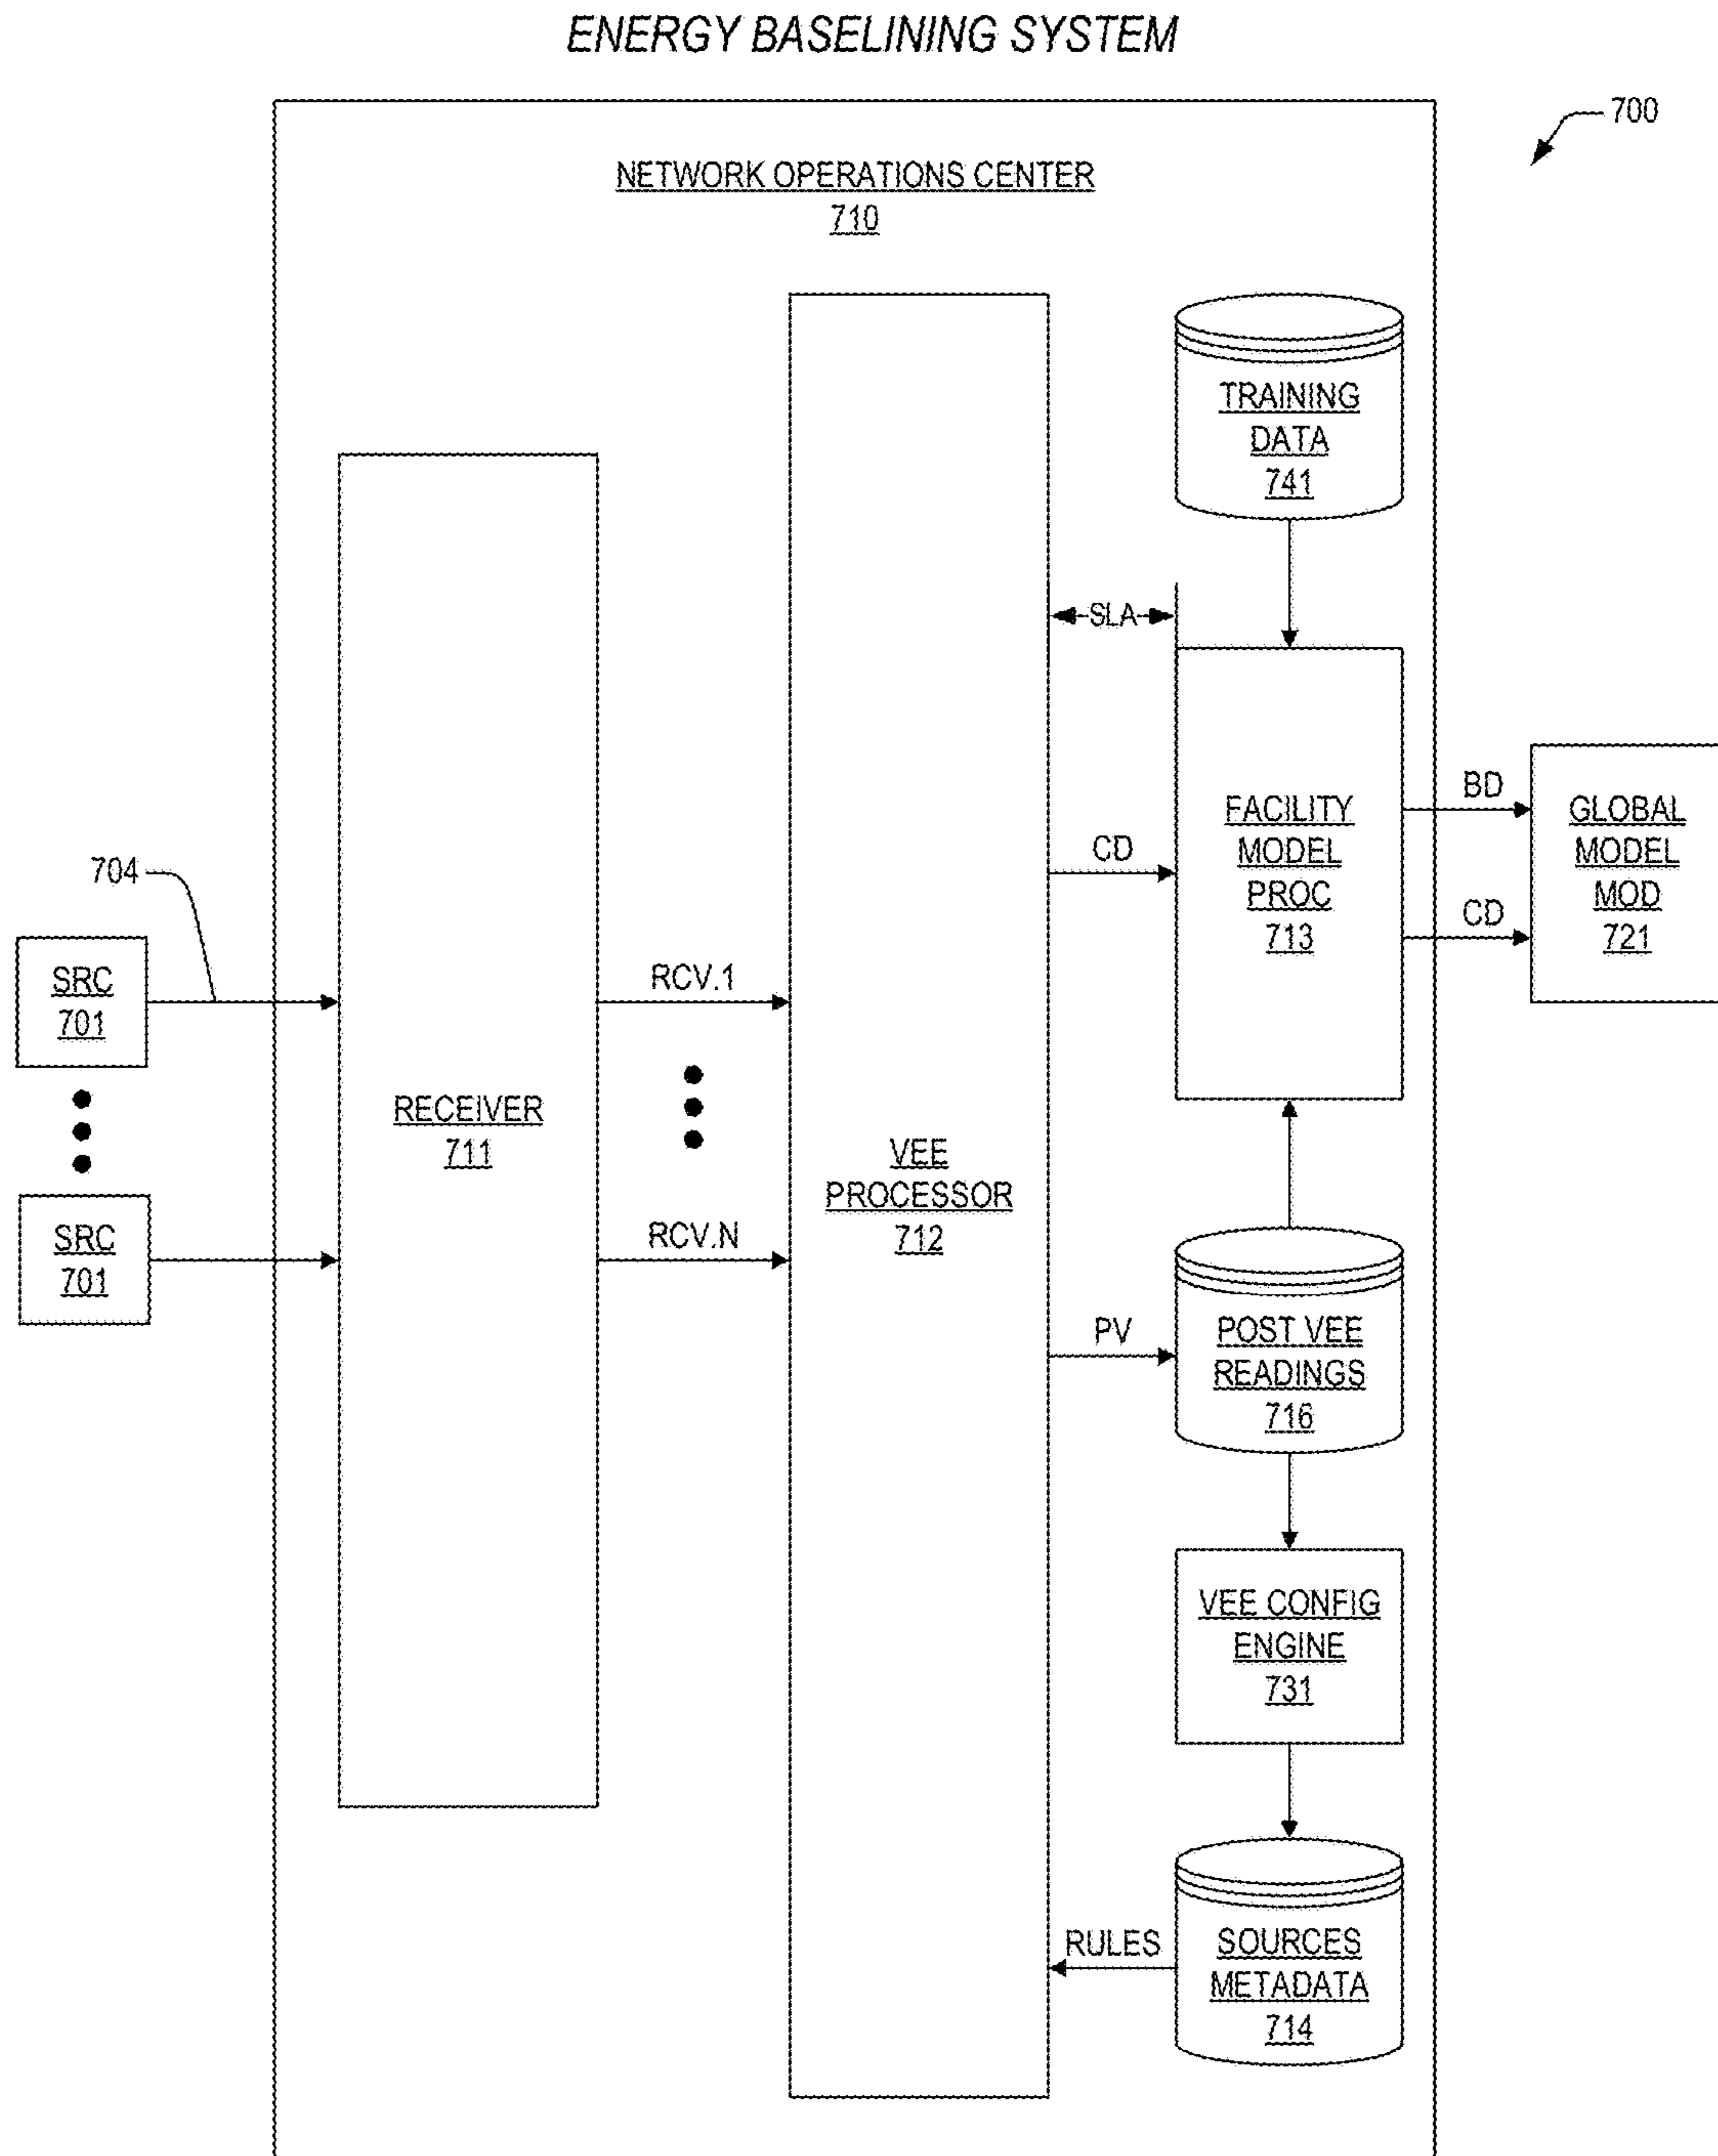 ENERGY BASELINING SYSTEM
700
NETWORK OPERATIONS CENTER
710
TRAINING
DATA
741
SLA
FACILITY
MODEL
PROC
713
BD
CD
GLOBAL
MODEL
MOD
721
CD
704
SRC
701
SRC
701
RECEIVER
711
RCV.1
RCV.N
VEE
PROCESSOR
712
PV
POST VEE
READINGS
716
VEE CONFIG
ENGINE
731
RULES
SOURCES
METADATA
714